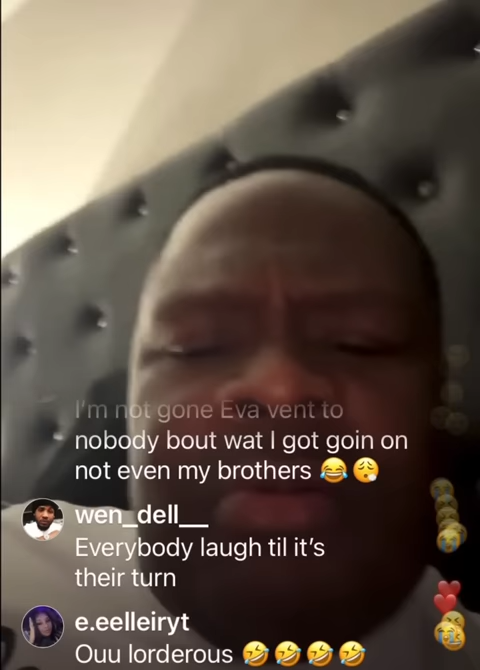 I'm not gone Eva vent to
nobody bout wat I got goin on
not even my brothers 😂😮‍💨
wen_dell__
Everybody laugh til it's
their turn
e.eelleiryt
Ouu lorderous 🤣🤣🤣🤣